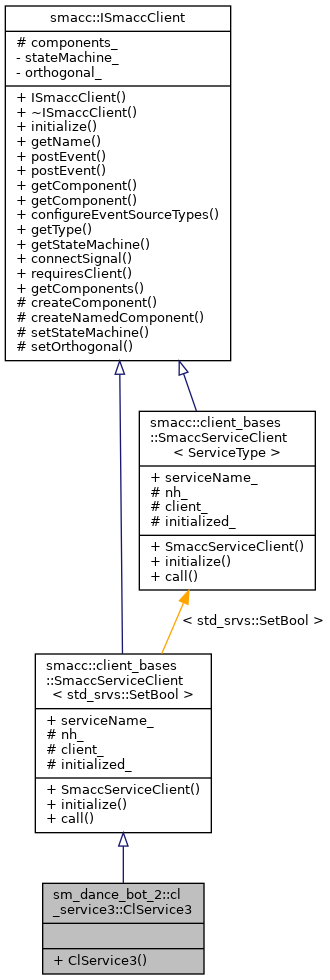 smacc::ISmaccClient
# components_
- stateMachine_
- orthogonal_
+ ISmaccClient()
+ ~ISmaccClient()
+ initialize()
+ getName()
+ postEvent()
+ postEvent()
+ getComponent()
+ getComponent()
+ configureEventSourceTypes()
+ getType()
+ getStateMachine()
+ connectSignal()
+ requiresClient()
+ getComponents()
# createComponent()
# createNamedComponent()
# setStateMachine()
# setOrthogonal()
smacc::client_bases
::SmaccServiceClient
< ServiceType >
+ serviceName_
# nh_
# client_
# initialized_
+ SmaccServiceClient()
+ initialize()
+ call()
< std_srvs::SetBool >
smacc::client_bases
::SmaccServiceClient
< std_srvs::SetBool >
+ serviceName_
# nh_
# client_
# initialized_
+ SmaccServiceClient()
+ initialize()
+ call()
sm_dance_bot_2::cl
_service3::ClService3
+ ClService3()